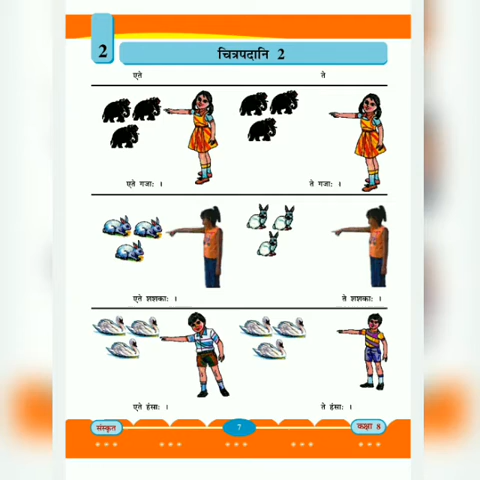 2
चित्रपदानि 2
एते ते
एते गजाः । ते गजाः ।
एते शशकाः । ते शशकाः ।
एते हंसाः । ते हंसाः ।
संस्कृत 7 कक्षा 8